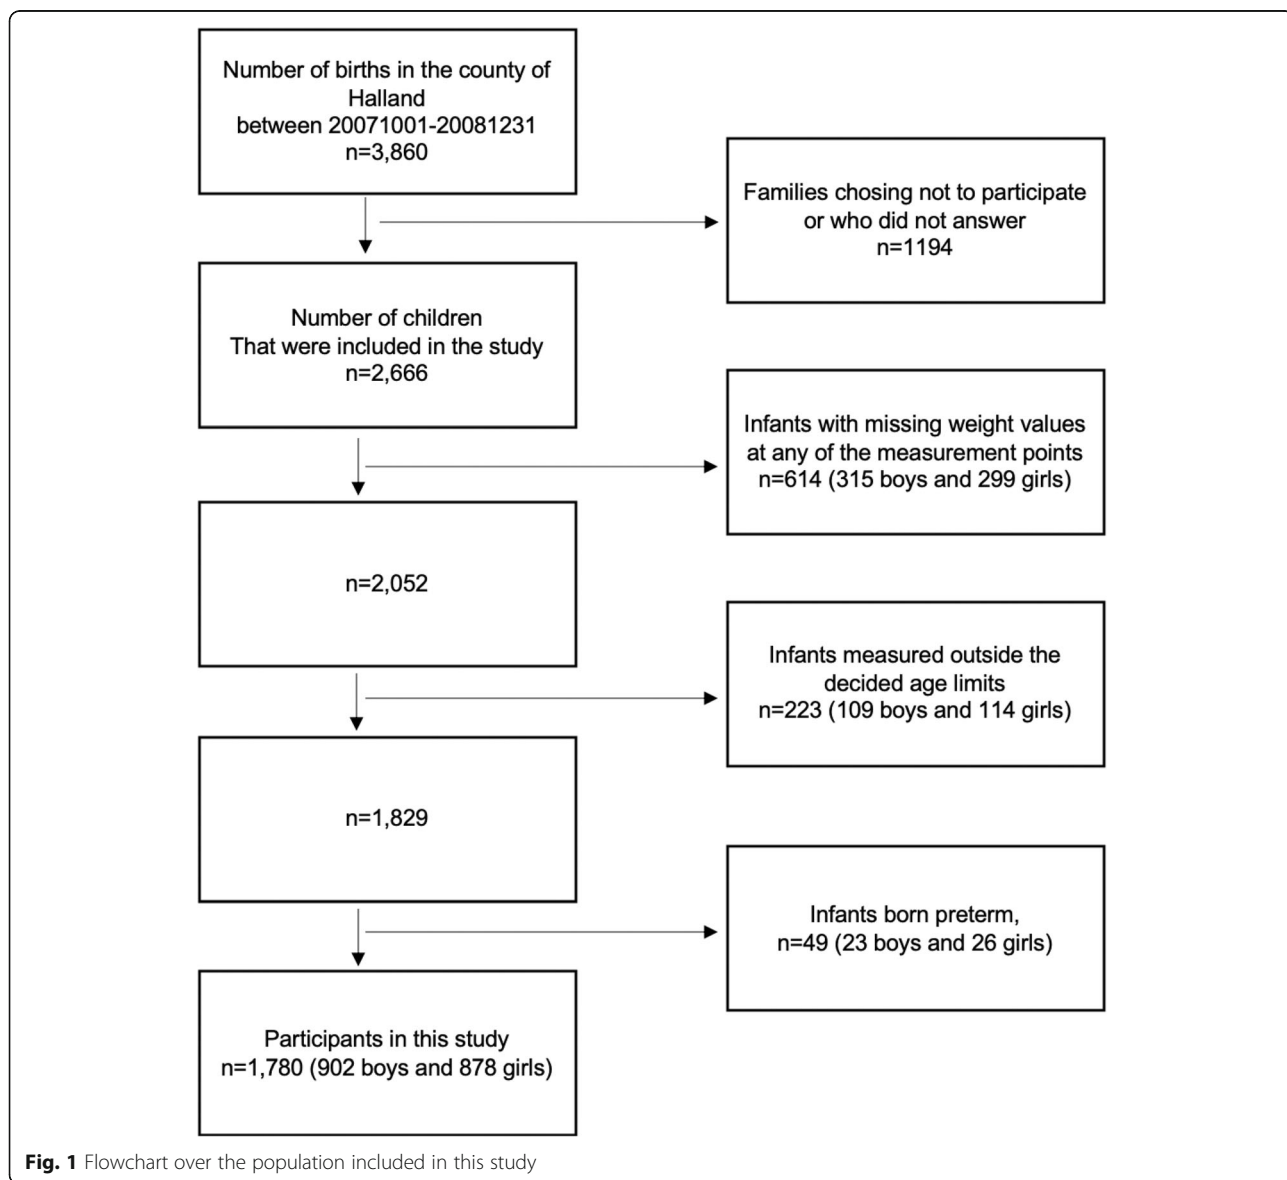 Number of births in the county of
Halland
between 20071001-20081231
n=3,860
Families chosing not to participate
or who did not answer
n=1194
Number of children
That were included in the study
n=2,666
Infants with missing weight values
at any of the measurement points
n=614 (315 boys and 299 girls)
n=2,052
Infants measured outside the
decided age limits
n=223 (109 boys and 114 girls)
n=1,829
Infants born preterm,
n=49 (23 boys and 26 girls)
Participants in this study
n=1,780 (902 boys and 878 girls)
Fig. 1 Flowchart over the population included in this study